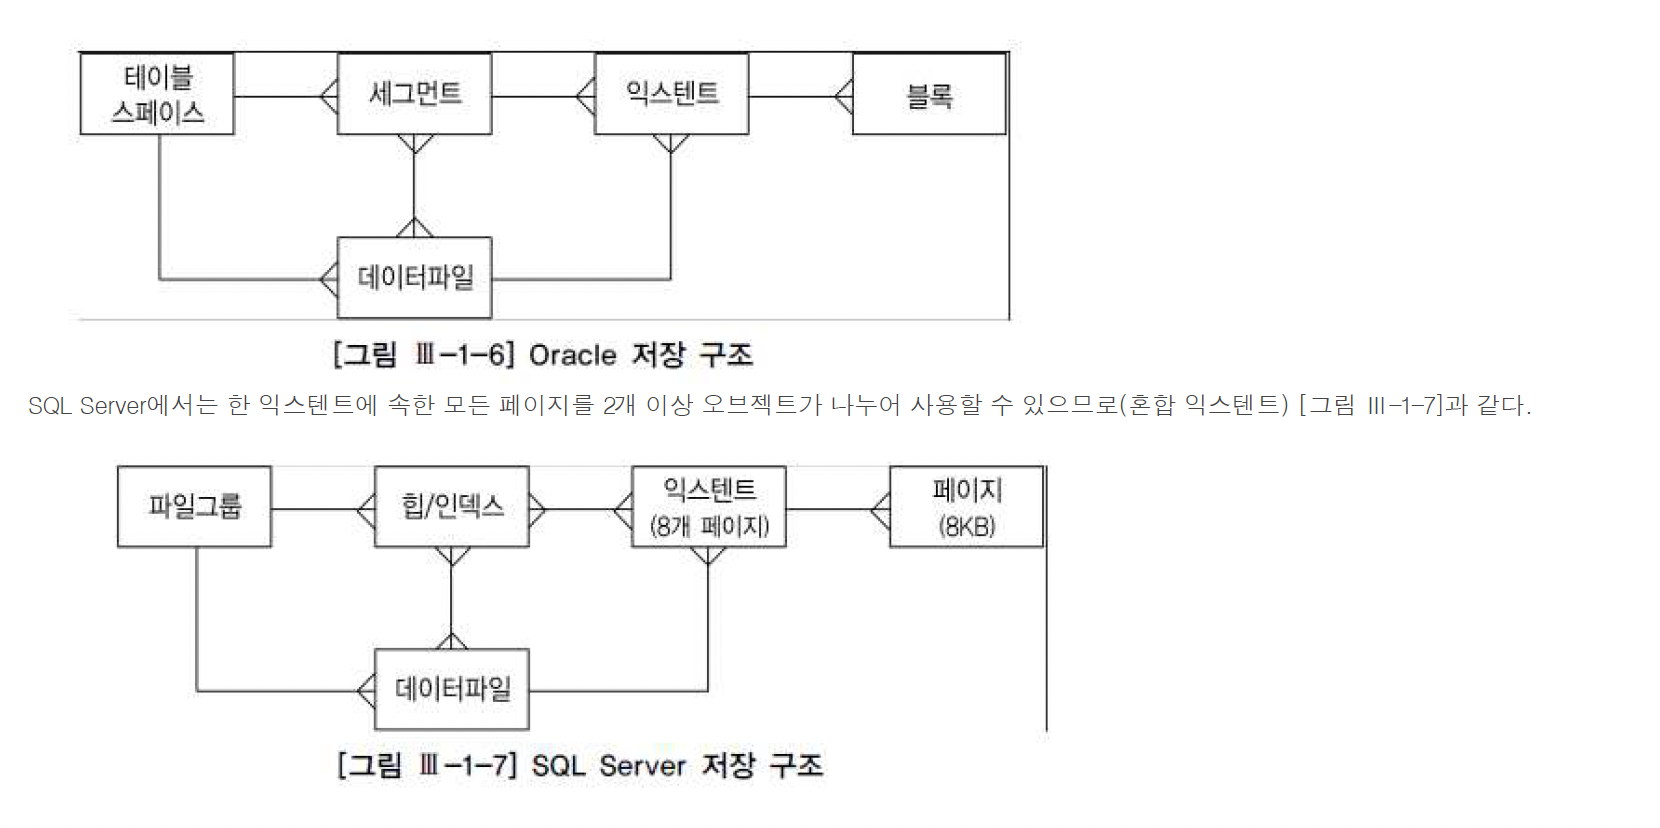 테이블
스페이스
세그먼트
익스텐트
블록
데이터파일
[그림 Ⅲ-1-6] Oracle 저장 구조
SQL Server에서는 한 익스텐트에 속한 모든 페이지를 2개 이상 오브젝트가 나누어 사용할 수 있으므로(혼합 익스텐트) [그림 Ⅲ-1-7]과 같다.
파일그룹
힙/인덱스
익스텐트
(8개 페이지)
페이지
(8KB)
데이터파일
[그림 Ⅲ-1-7] SQL Server 저장 구조